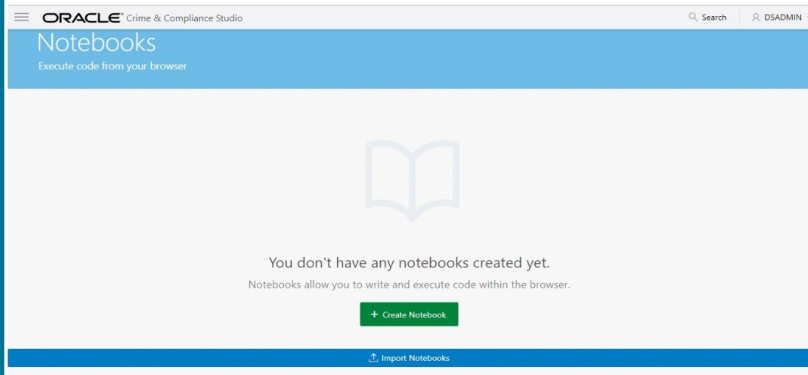 ORACLE® Crime & Compliance Studio
Search
DSADMIN
Notebooks
Execute code from your browser
You don't have any notebooks created yet.
Notebooks allow you to write and execute code within the browser.
+ Create Notebook
Import Notebooks